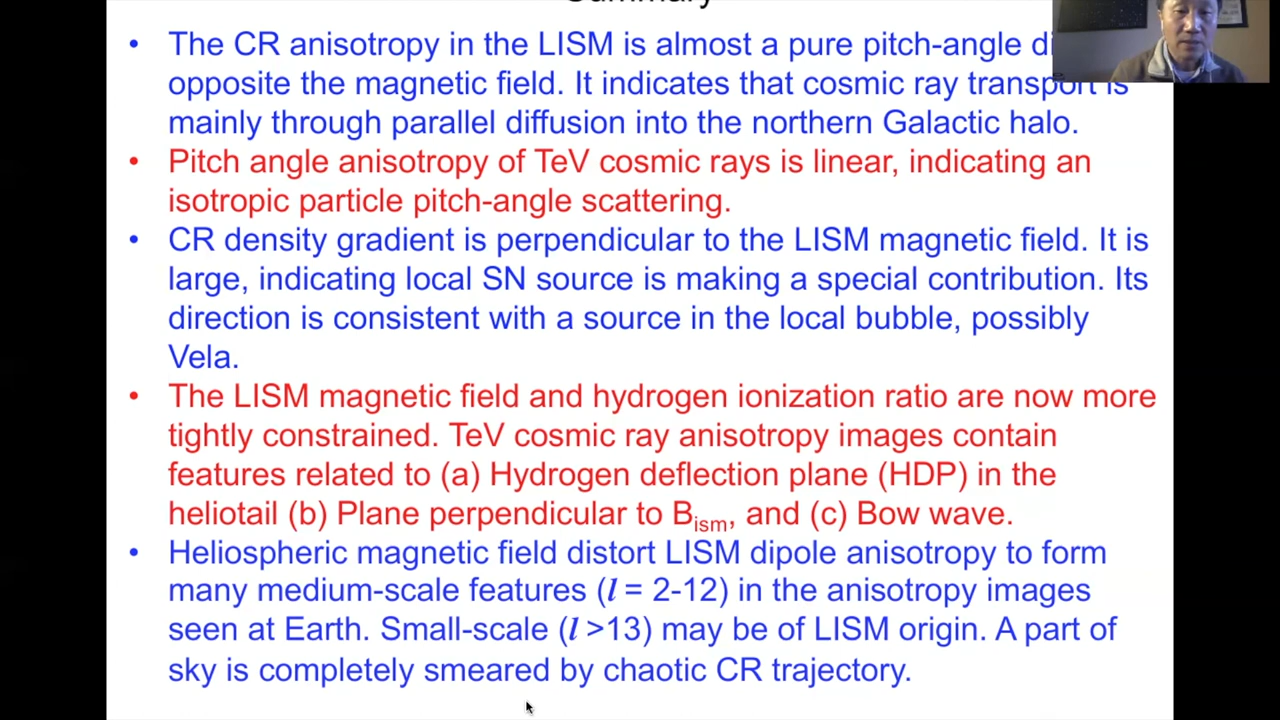 Summary
• The CR anisotropy in the LISM is almost a pure pitch-angle
opposite the magnetic field. It indicates that cosmic ray transport is
mainly through parallel diffusion into the northern Galactic halo.
• Pitch angle anisotropy of TeV cosmic rays is linear, indicating an
isotropic particle pitch-angle scattering.
• CR density gradient is perpendicular to the LISM magnetic field. It is
large, indicating local SN source is making a special contribution. Its
direction is consistent with a source in the local bubble, possibly
Vela.
• The LISM magnetic field and hydrogen ionization ratio are now more
tightly constrained. TeV cosmic ray anisotropy images contain
features related to (a) Hydrogen deflection plane (HDP) in the
heliotail (b) Plane perpendicular to Bism, and (c) Bow wave.
• Heliospheric magnetic field distort LISM dipole anisotropy to form
many medium-scale features (l = 2-12) in the anisotropy images
seen at Earth. Small-scale (l >13) may be of LISM origin. A part of
sky is completely smeared by chaotic CR trajectory.